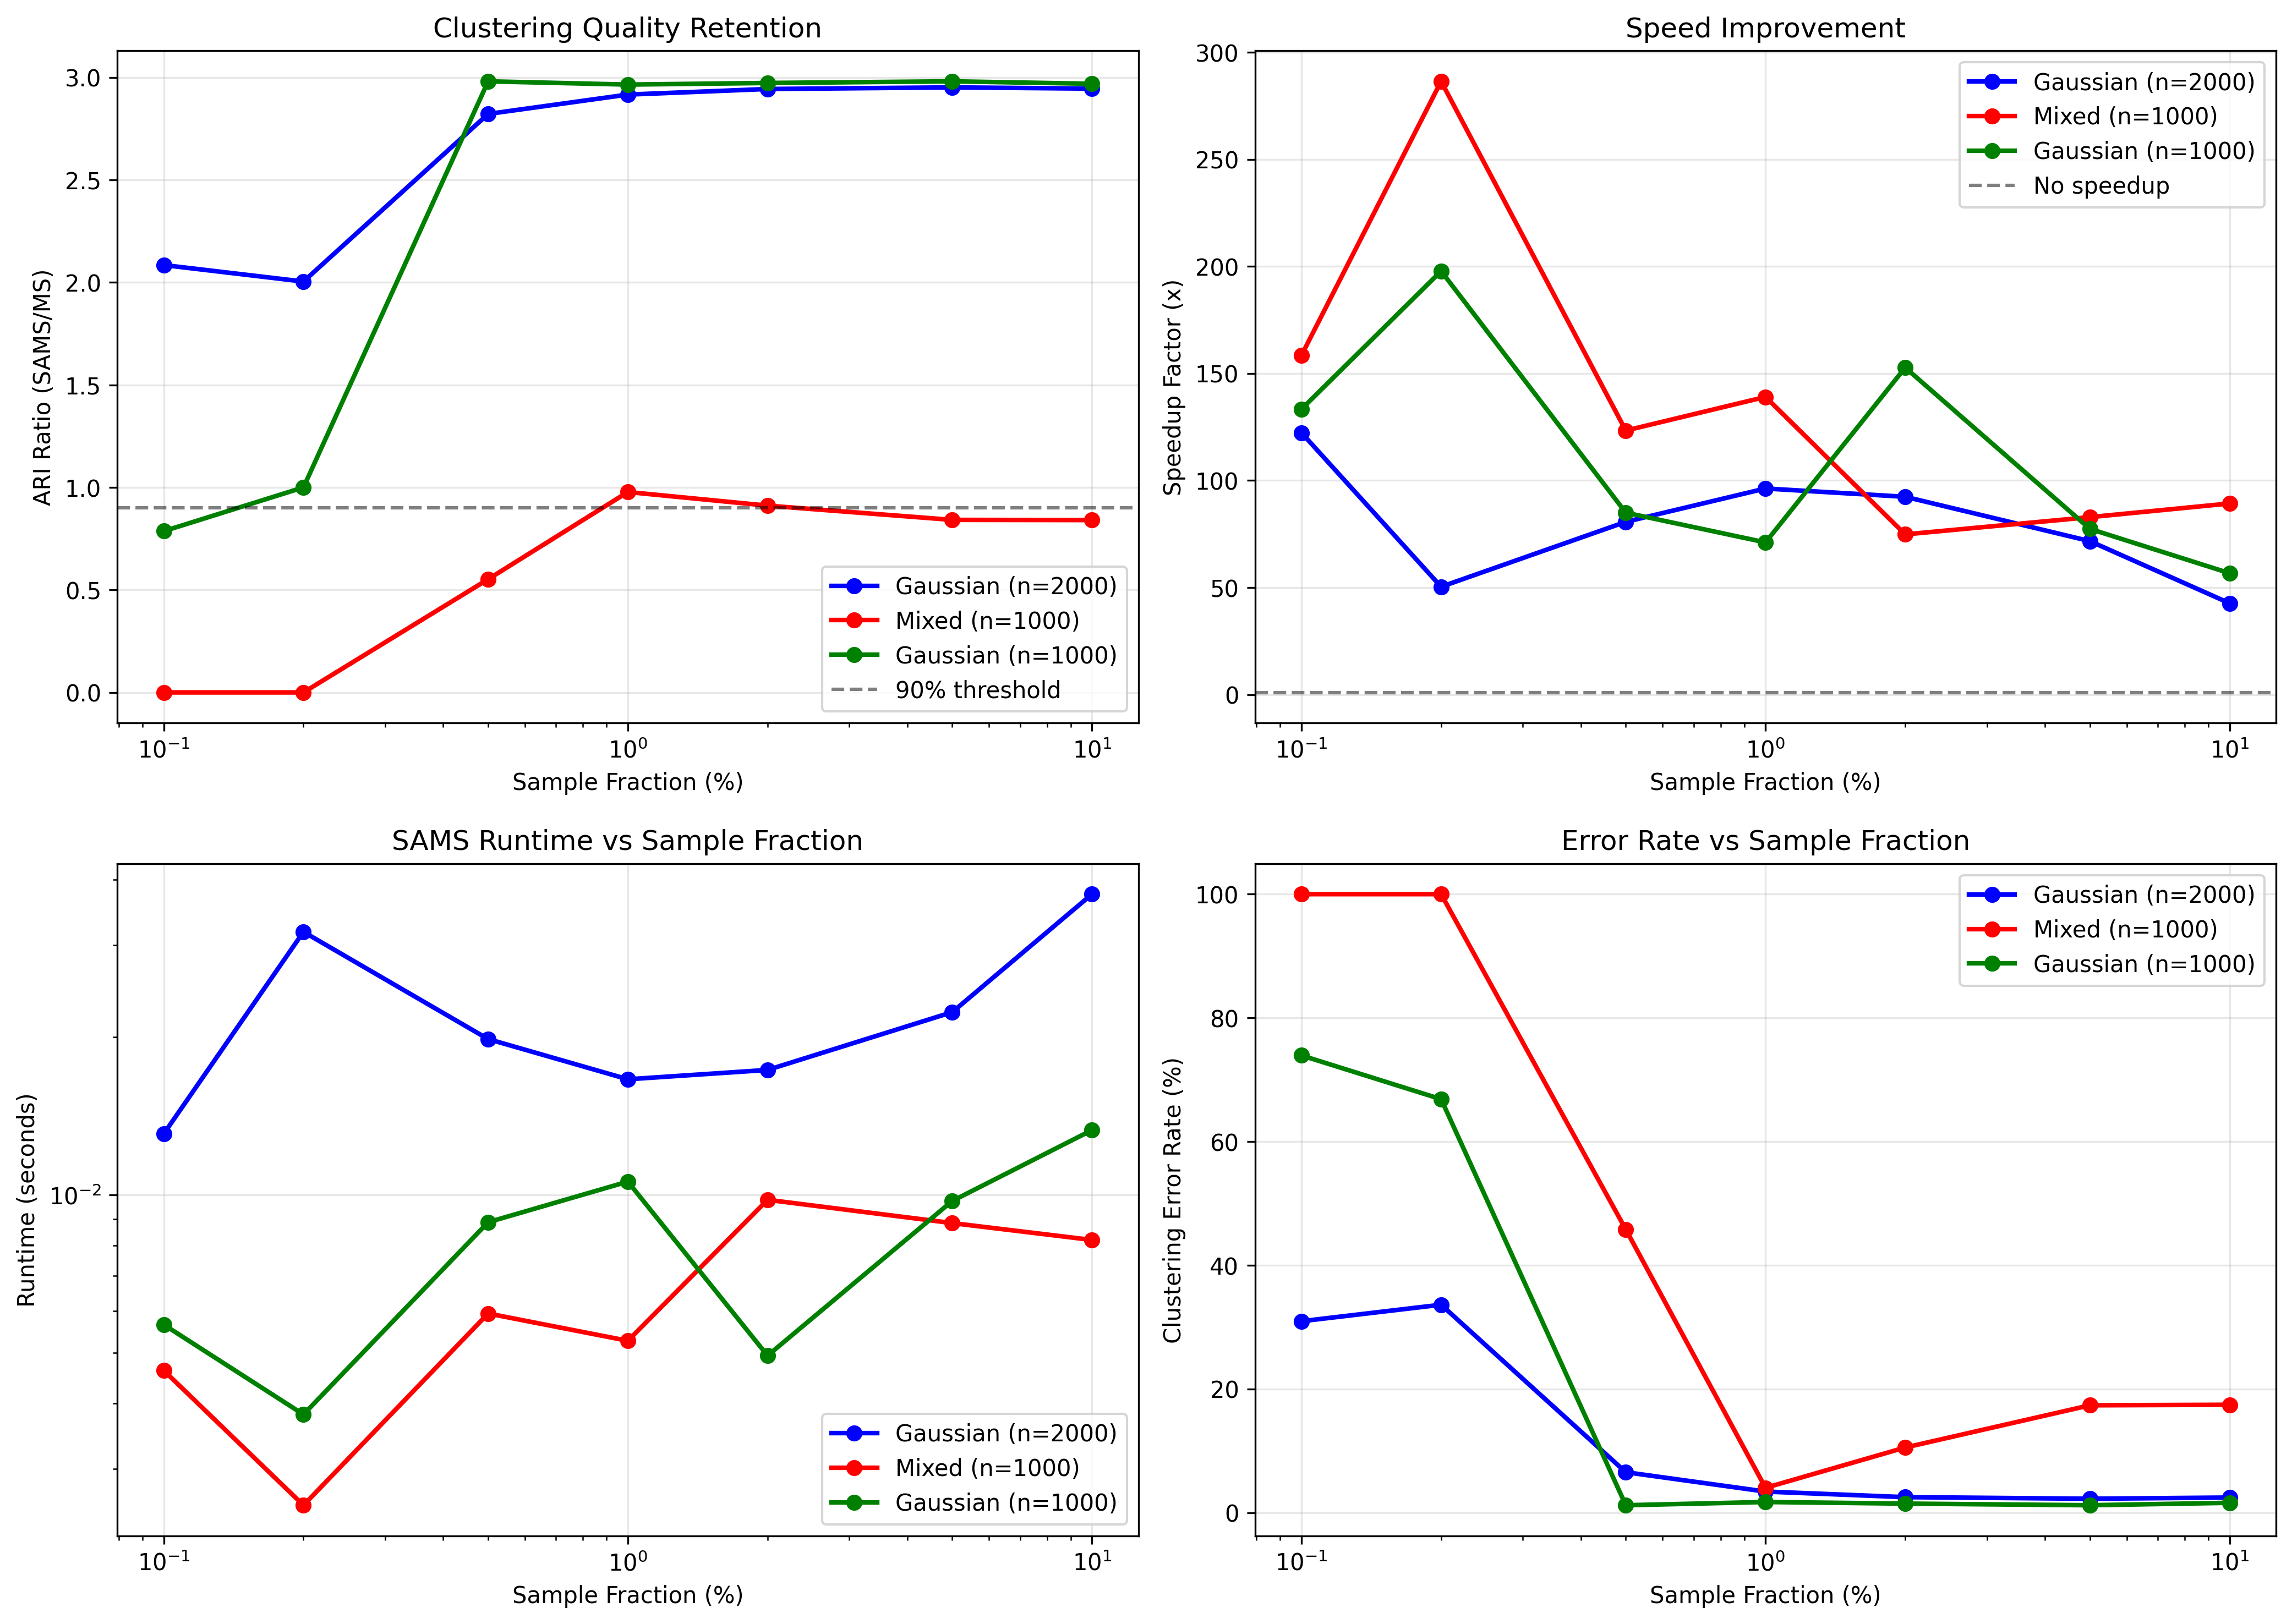 Clustering Quality Retention
ARI Ratio (SAMS/MS)
3.0
2.5
2.0
1.5
1.0
0.5
0.0
10⁻¹
10⁰
10¹
Sample Fraction (%)
Gaussian (n=2000)
Mixed (n=1000)
Gaussian (n=1000)
90% threshold
Speed Improvement
Speedup Factor (x)
300
250
200
150
100
50
0
10⁻¹
10⁰
10¹
Sample Fraction (%)
Gaussian (n=2000)
Mixed (n=1000)
Gaussian (n=1000)
No speedup
SAMS Runtime vs Sample Fraction
Runtime (seconds)
10⁻²
10⁻¹
10⁰
10¹
Sample Fraction (%)
Gaussian (n=2000)
Mixed (n=1000)
Gaussian (n=1000)
Error Rate vs Sample Fraction
Clustering Error Rate (%)
100
80
60
40
20
0
10⁻¹
10⁰
10¹
Sample Fraction (%)
Gaussian (n=2000)
Mixed (n=1000)
Gaussian (n=1000)